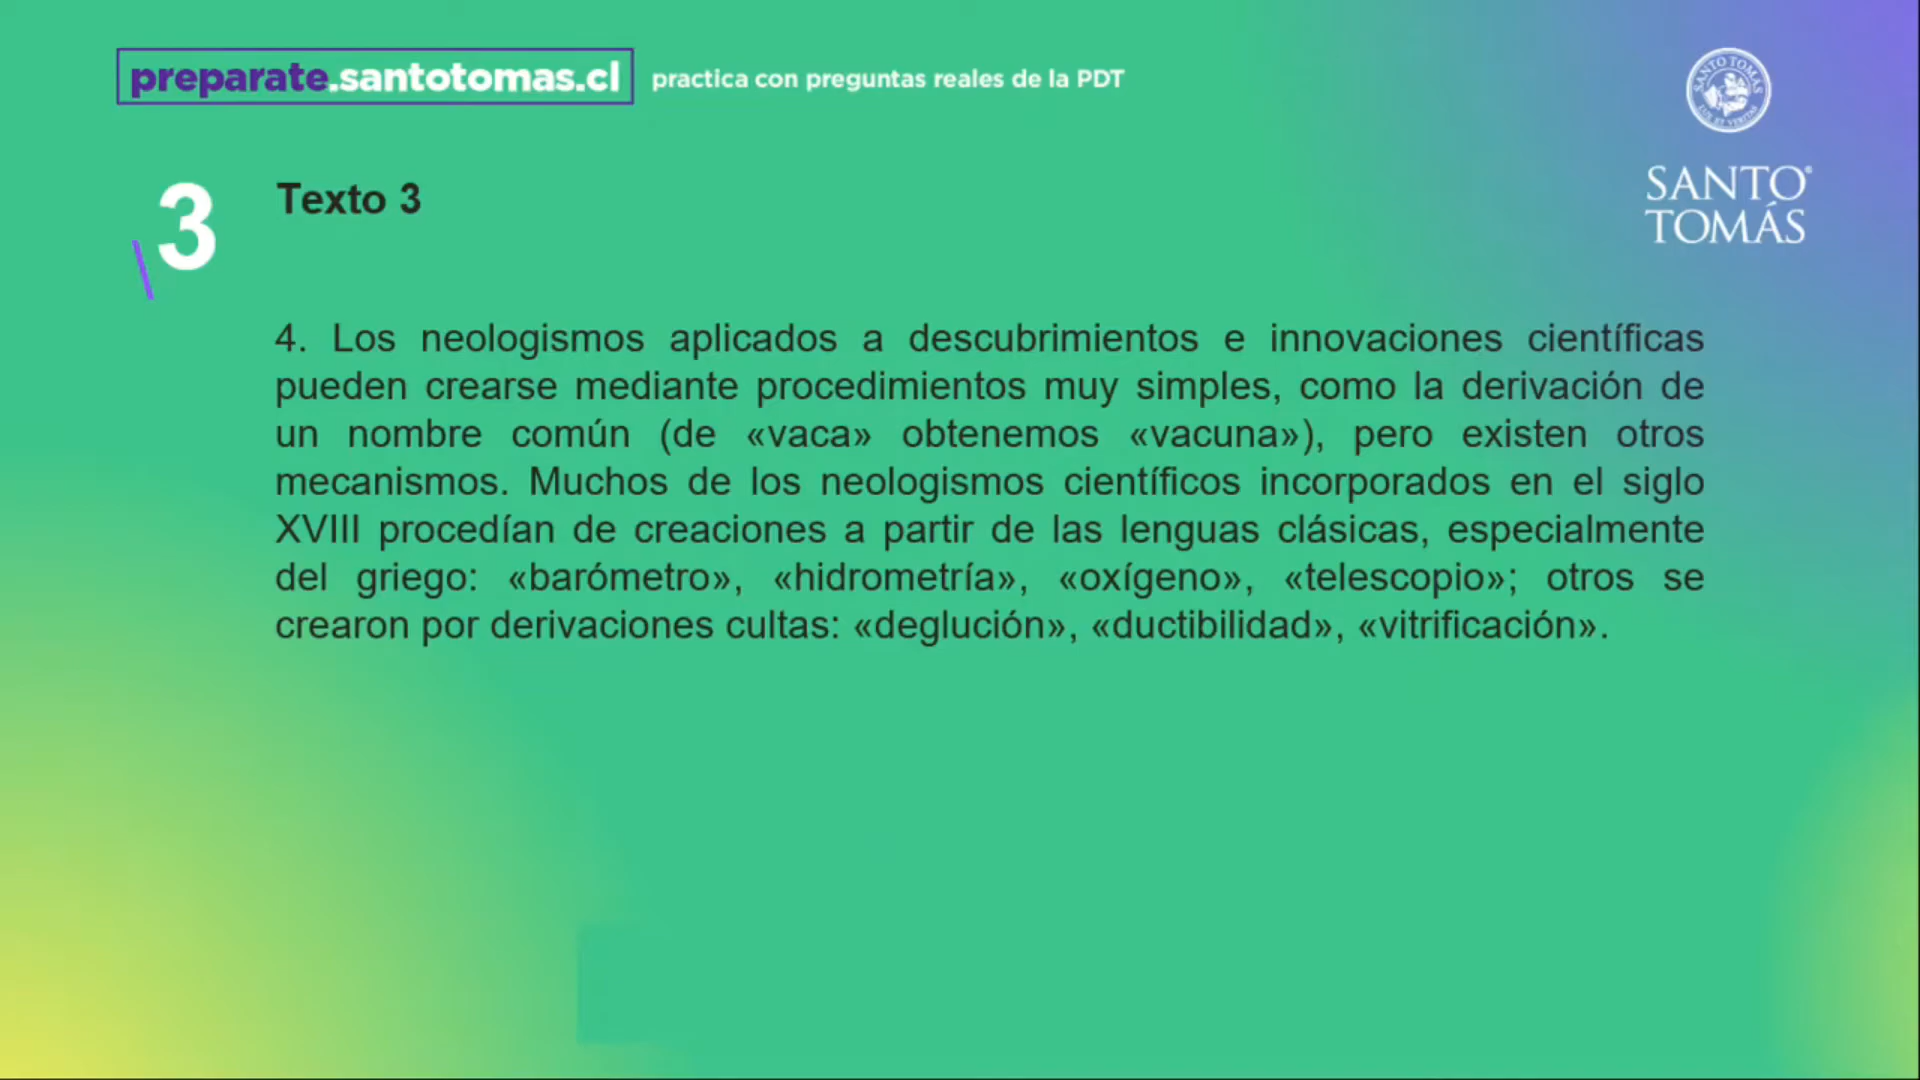 preparate.santotomas.cl practica con preguntas reales de la PDT
SANTO TOMÁS
SANTO
TOMÁS
3
Texto 3
4. Los neologismos aplicados a descubrimientos e innovaciones científicas
pueden crearse mediante procedimientos muy simples, como la derivación de
un nombre común (de «vaca» obtenemos «vacuna»), pero existen otros
mecanismos. Muchos de los neologismos científicos incorporados en el siglo
XVIII procedían de creaciones a partir de las lenguas clásicas, especialmente
del griego: «barómetro», «hidrometría», «oxígeno», «telescopio»; otros se
crearon por derivaciones cultas: «deglución», «ductibilidad», «vitrificación».